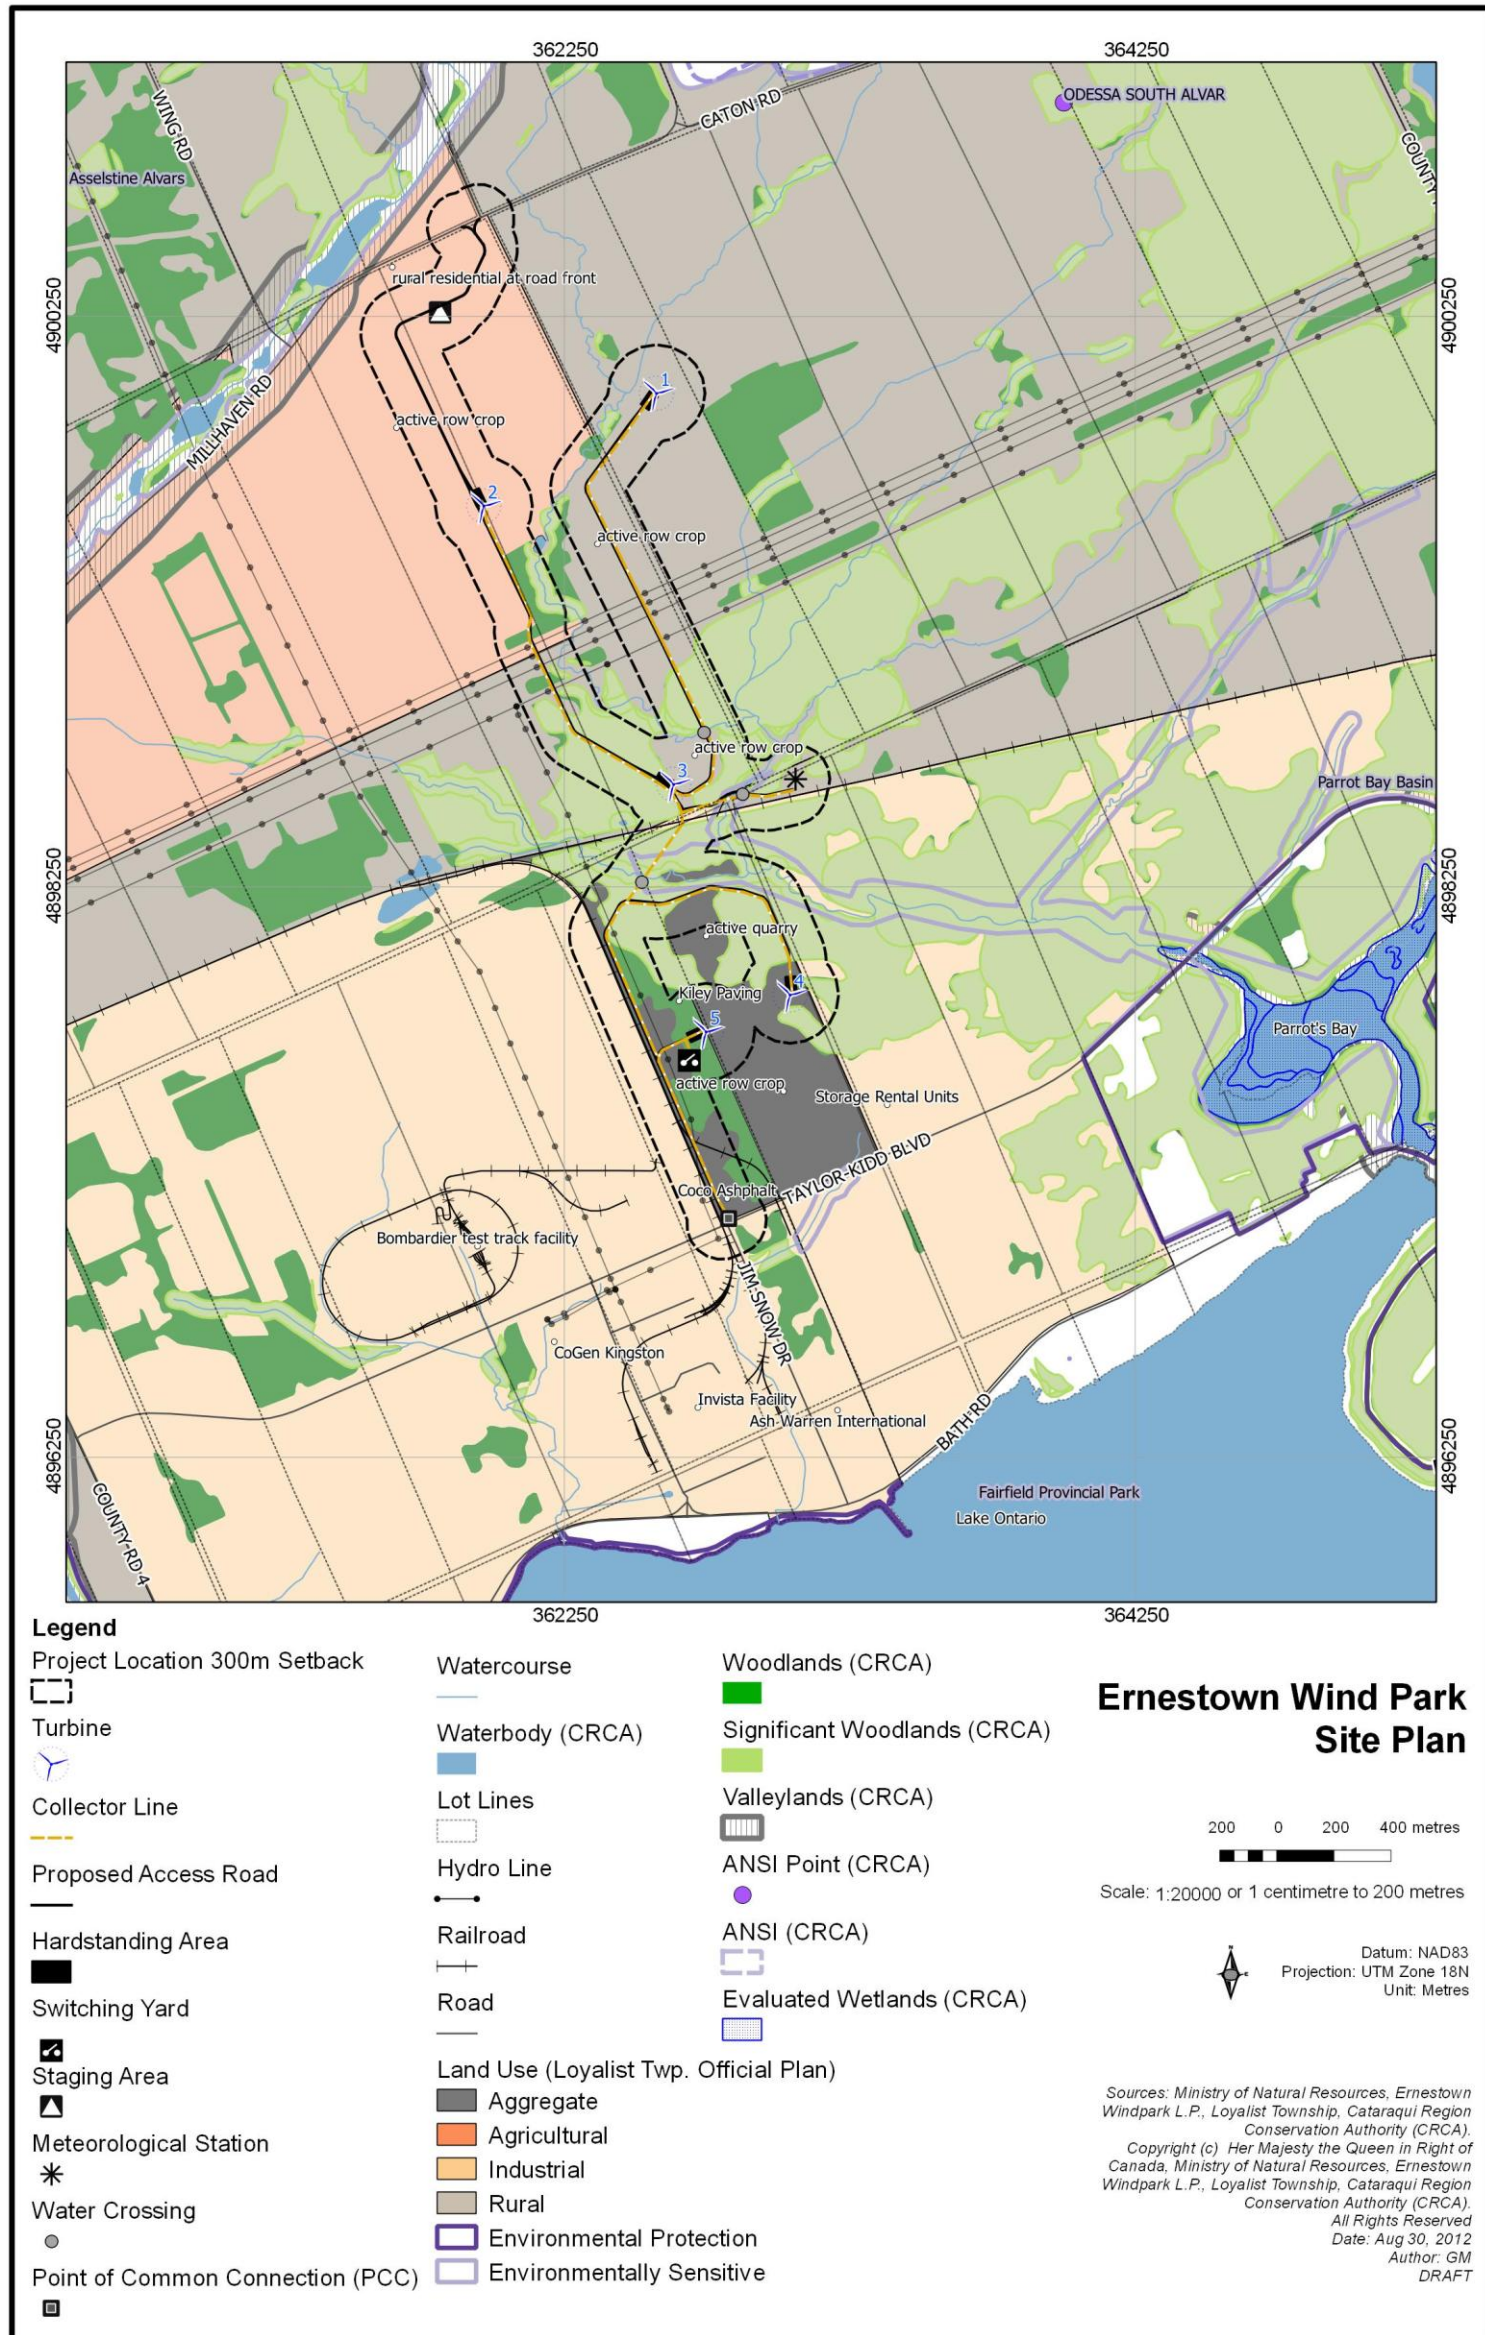 362250
364250
WING RD
CATON RD
ODESSA SOUTH ALVAR
COUNTY
Asselstine Alvars
rural residential at road front
4900250
4900250
1
MILLHAVEN RD
active row crop
2
active row crop
active row crop
3
Parrot Bay Basin
4898250
4898250
active quarry
4
Kiley Paving
5
Parrot's Bay
active row crop
Storage Rental Units
TAYLOR-KIDD BLVD
Coco Ashphalt
Bombardier test track facility
JIM SNOW DR
CoGen Kingston
Invista Facility
Ash Warren International
BATH RD
4896250
4896250
COUNTY RD 4
Fairfield Provincial Park
Lake Ontario
362250
364250
Legend
Project Location 300m Setback
Turbine
Collector Line
Proposed Access Road
Hardstanding Area
Switching Yard
Staging Area
Meteorological Station
Water Crossing
Point of Common Connection (PCC)
Watercourse
Waterbody (CRCA)
Lot Lines
Hydro Line
Railroad
Road
Land Use (Loyalist Twp. Official Plan)
Aggregate
Agricultural
Industrial
Rural
Environmental Protection
Environmentally Sensitive
Woodlands (CRCA)
Significant Woodlands (CRCA)
Valleylands (CRCA)
ANSI Point (CRCA)
ANSI (CRCA)
Evaluated Wetlands (CRCA)
Ernestown Wind Park
Site Plan
200 0 200 400 metres
Scale: 1:20000 or 1 centimetre to 200 metres
N
E
Datum: NAD83
Projection: UTM Zone 18N
Unit: Metres
Sources: Ministry of Natural Resources, Ernestown
Windpark L.P., Loyalist Township, Cataraqui Region
Conservation Authority (CRCA).
Copyright (c) Her Majesty the Queen in Right of
Canada, Ministry of Natural Resources, Ernestown
Windpark L.P., Loyalist Township, Cataraqui Region
Conservation Authority (CRCA).
All Rights Reserved
Date: Aug 30, 2012
Author: GM
DRAFT